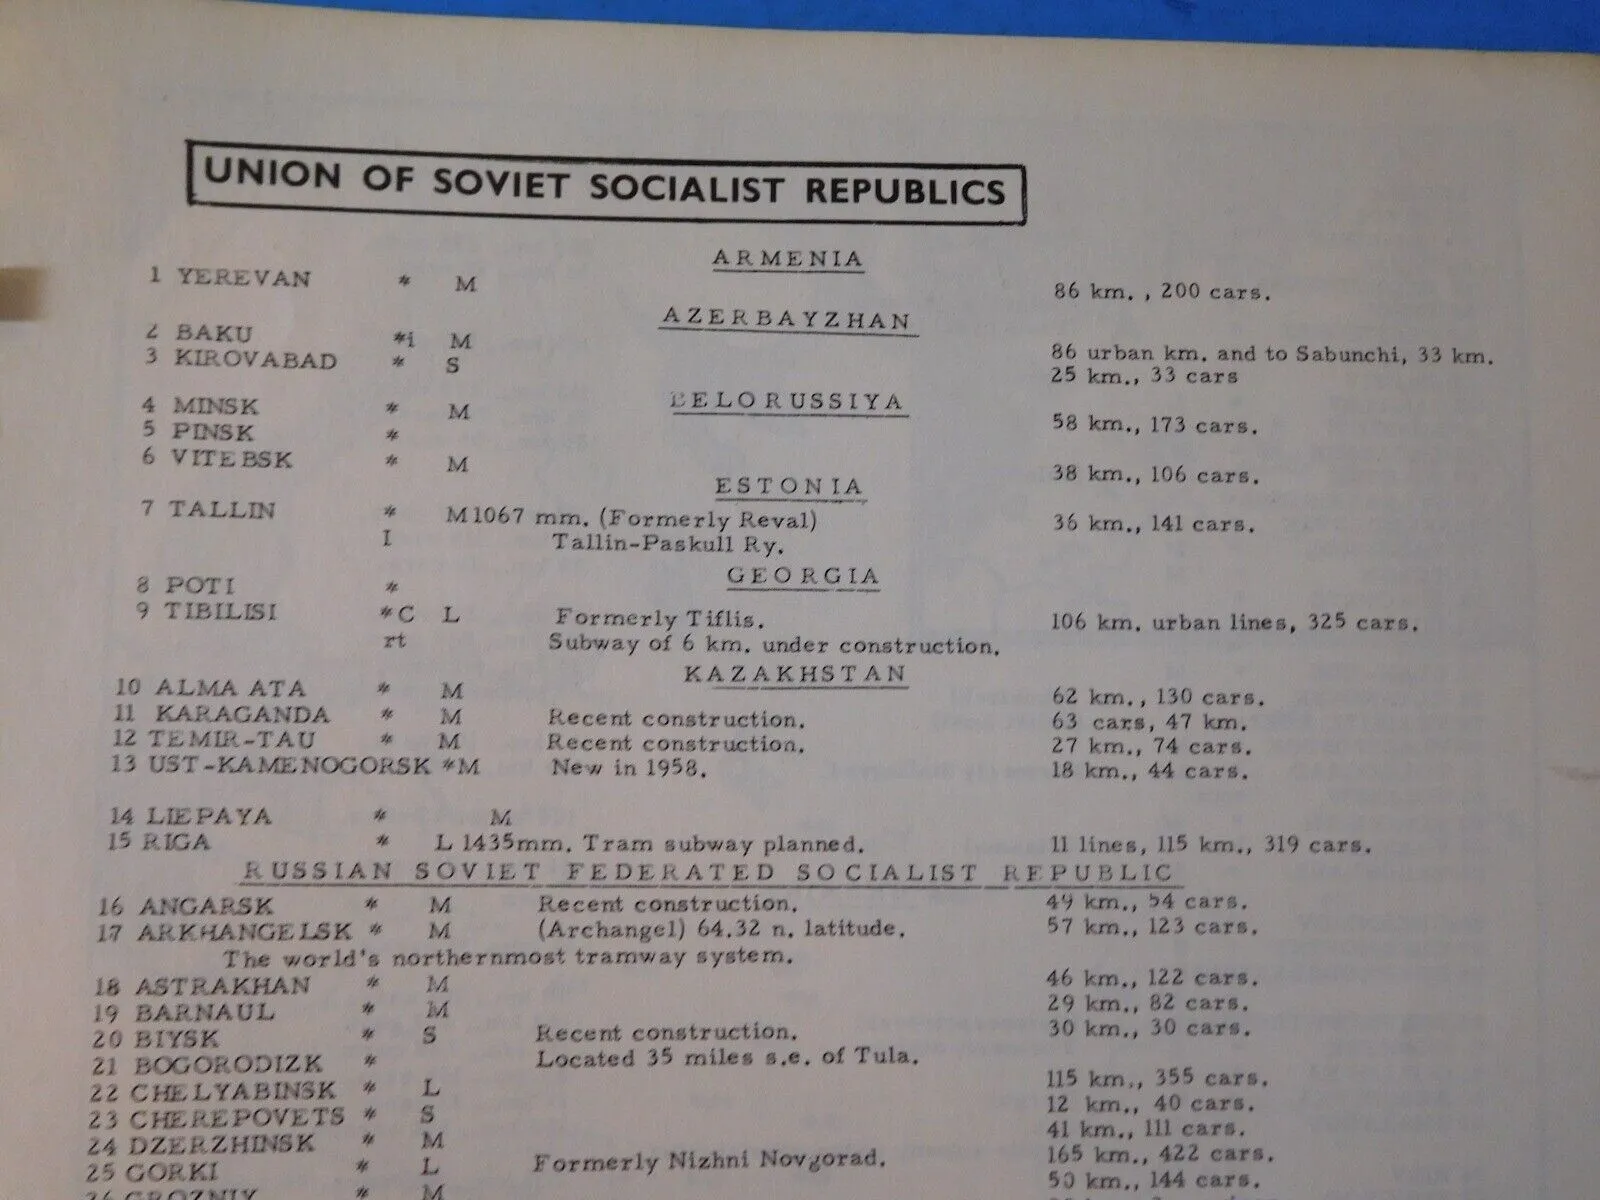 UNION OF SOVIET SOCIALIST REPUBLICS
ARMENIA
1 YEREVAN * M 86 km. , 200 cars.
AZERBAYZHAN
2 BAKU *i M 86 urban km. and to Sabunchi, 33 km.
3 KIROVABAD * S 25 km., 33 cars
BELORUSSIYA
4 MINSK * M 58 km., 173 cars.
5 PINSK *
6 VITEBSK * M 38 km., 106 cars.
ESTONIA
7 TALLIN * M 1067 mm. (Formerly Reval) 36 km., 141 cars.
I Tallin-Paskull Ry.
GEORGIA
8 POTI *
9 TIBILISI *C L Formerly Tiflis. 106 km. urban lines, 325 cars.
rt Subway of 6 km. under construction.
KAZAKHSTAN
10 ALMA ATA * M 62 km., 130 cars.
11 KARAGANDA * M Recent construction. 63 cars, 47 km.
12 TEMIR-TAU * M Recent construction. 27 km., 74 cars.
13 UST-KAMENOGORSK *M New in 1958. 18 km., 44 cars.
14 LIEPAYA * M
15 RIGA * L 1435mm. Tram subway planned. 11 lines, 115 km., 319 cars.
RUSSIAN SOVIET FEDERATED SOCIALIST REPUBLIC
16 ANGARSK * M Recent construction. 49 km., 54 cars.
17 ARKHANGELSK * M (Archangel) 64.32 n. latitude. 57 km., 123 cars.
The world's northernmost tramway system.
18 ASTRAKHAN * M 46 km., 122 cars.
19 BARNAUL * M 29 km., 82 cars.
20 BIYSK * S Recent construction. 30 km., 30 cars.
21 BOGORODIZK * Located 35 miles s.e. of Tula.
22 CHELYABINSK * L 115 km., 355 cars.
23 CHEREPOVETS * S 12 km., 40 cars.
24 DZERZHINSK * M 41 km., 111 cars.
25 GORKI * L Formerly Nizhni Novgorad. 165 km., 422 cars.
26 GROZNIY * M 50 km., 144 cars.